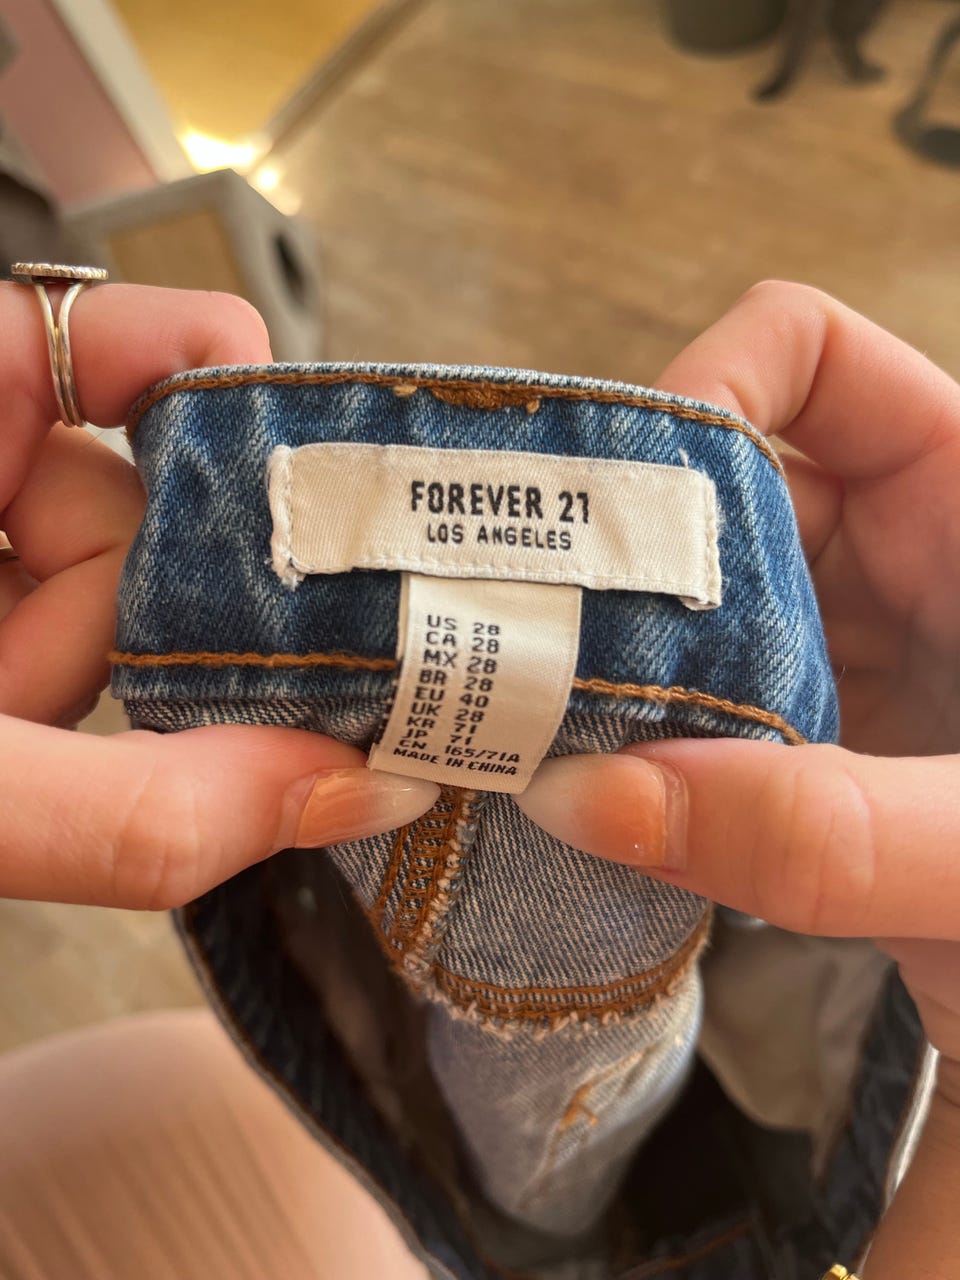 FOREVER 21
LOS ANGELES
US 28
CA 28
MX 28
BR 28
EU 40
UK 28
KR 71
JP 71
CN 165/71A
MADE IN CHINA